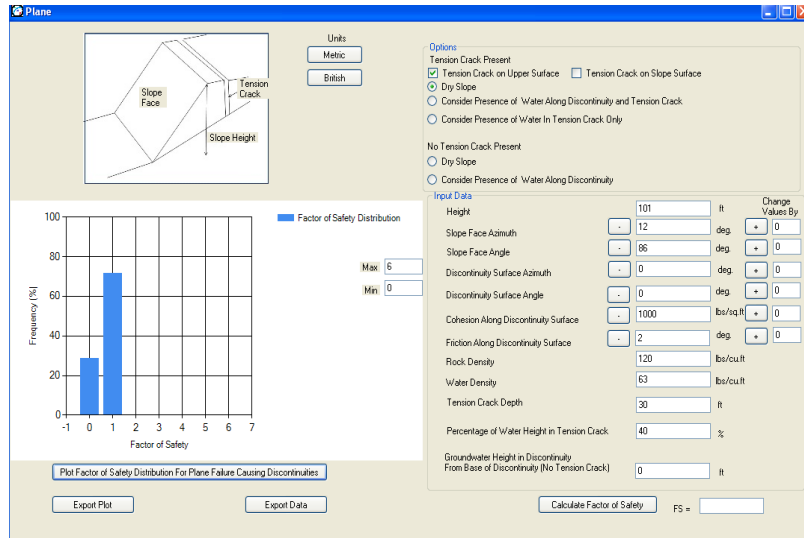 Plane
Units
Metric
British
Slope
Face
Tension
Crack
Slope Height
Options
Tension Crack Present
Tension Crack on Upper Surface
Tension Crack on Slope Surface
Dry Slope
Consider Presence of Water Along Discontinuity and Tension Crack
Consider Presence of Water In Tension Crack Only
No Tension Crack Present
Dry Slope
Consider Presence of Water Along Discontinuity
Factor of Safety Distribution
Max 6
Min 0
Frequency (%)
100
80
60
40
20
0
-1 0 1 2 3 4 5 6 7
Factor of Safety
Plot Factor of Safety Distribution For Plane Failure Causing Discontinuities
Export Plot
Export Data
Input Data
Change
Values By
Height 101 ft
Slope Face Azimuth - 12 deg. + 0
Slope Face Angle - 86 deg. + 0
Discontinuity Surface Azimuth - 0 deg. + 0
Discontinuity Surface Angle - 0 deg. + 0
Cohesion Along Discontinuity Surface - 1000 lbs/sq.ft + 0
Friction Along Discontinuity Surface - 2 deg. + 0
Rock Density 120 lbs/cu.ft
Water Density 63 lbs/cu.ft
Tension Crack Depth 30 ft
Percentage of Water Height in Tension Crack 40 %
Groundwater Height in Discontinuity
From Base of Discontinuity (No Tension Crack) 0 ft
Calculate Factor of Safety FS =